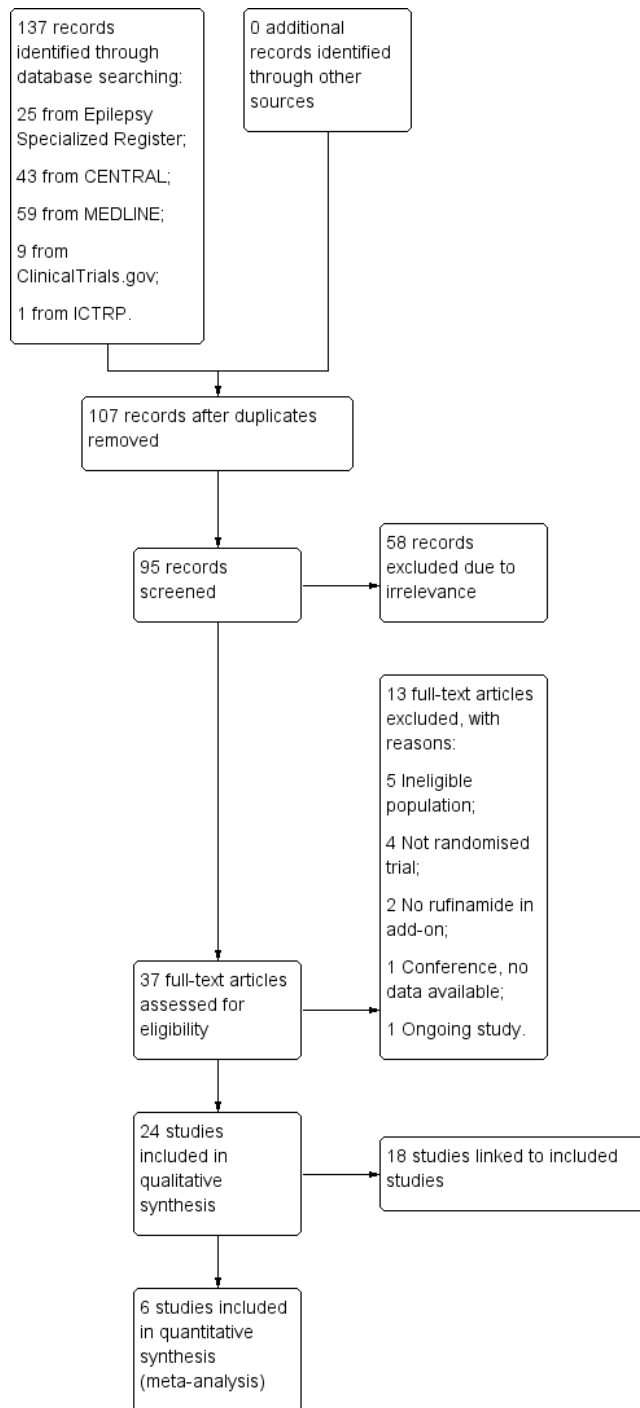 137 records
identified through
database searching:
25 from Epilepsy
Specialized Register;
43 from CENTRAL;
59 from MEDLINE;
9 from
ClinicalTrials.gov;
1 from ICTRP.
0 additional
records identified
through other
sources
107 records after duplicates
removed
95 records
screened
58 records
excluded due to
irrelevance
13 full-text articles
excluded, with
reasons:
5 Ineligible
population;
4 Not randomised
trial;
2 No rufinamide in
add-on;
1 Conference, no
data available;
1 Ongoing study.
37 full-text articles
assessed for
eligibility
24 studies
included in
qualitative
synthesis
18 studies linked to included
studies
6 studies included
in quantitative
synthesis
(meta-analysis)